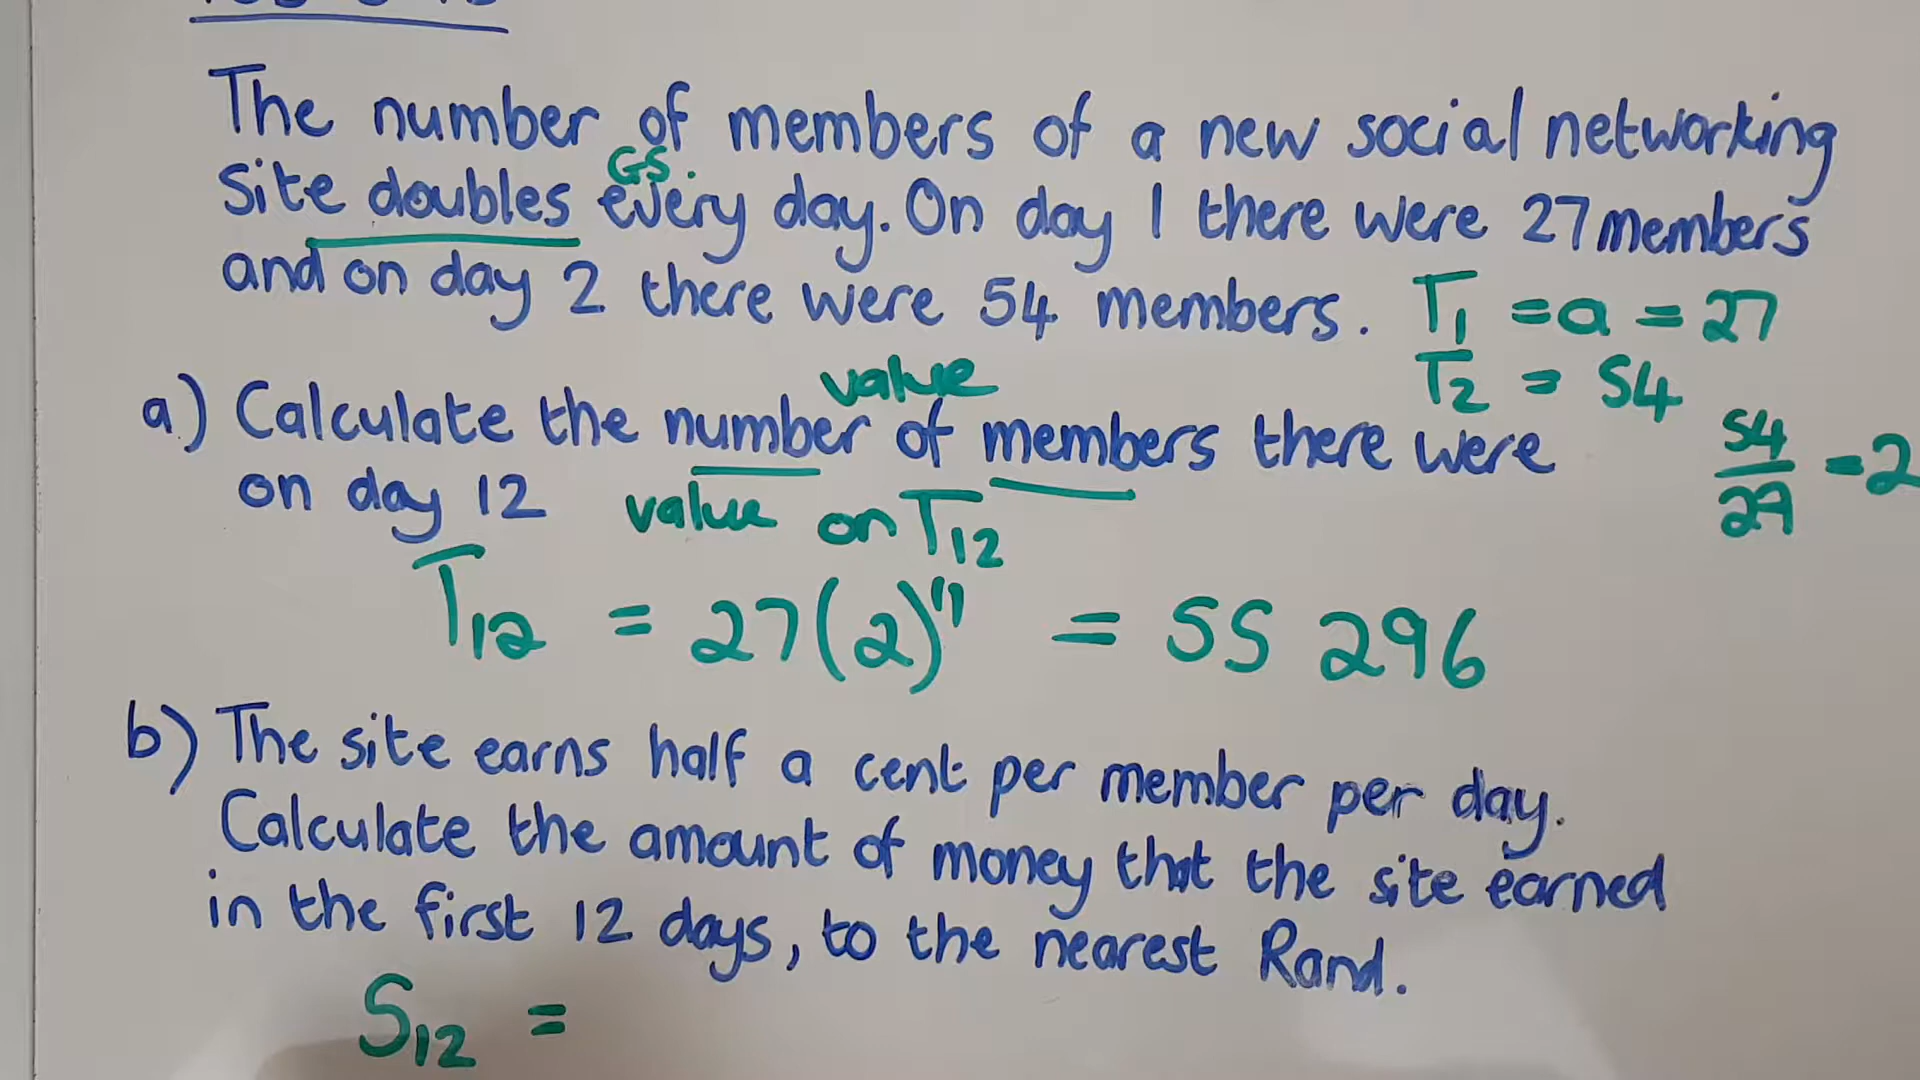 The number of members of a new social networking
GS.
Site doubles every day. On day 1 there were 27 members
and on day 2 there were 54 members.
T1 = a = 27
T2 = 54
54/27 = 2
value
a) Calculate the number of members there were
on day 12
value on T12
T12 = 27(2)^11 = 55 296
b) The site earns half a cent per member per day.
Calculate the amount of money that the site earned
in the first 12 days, to the nearest Rand.
S12 =